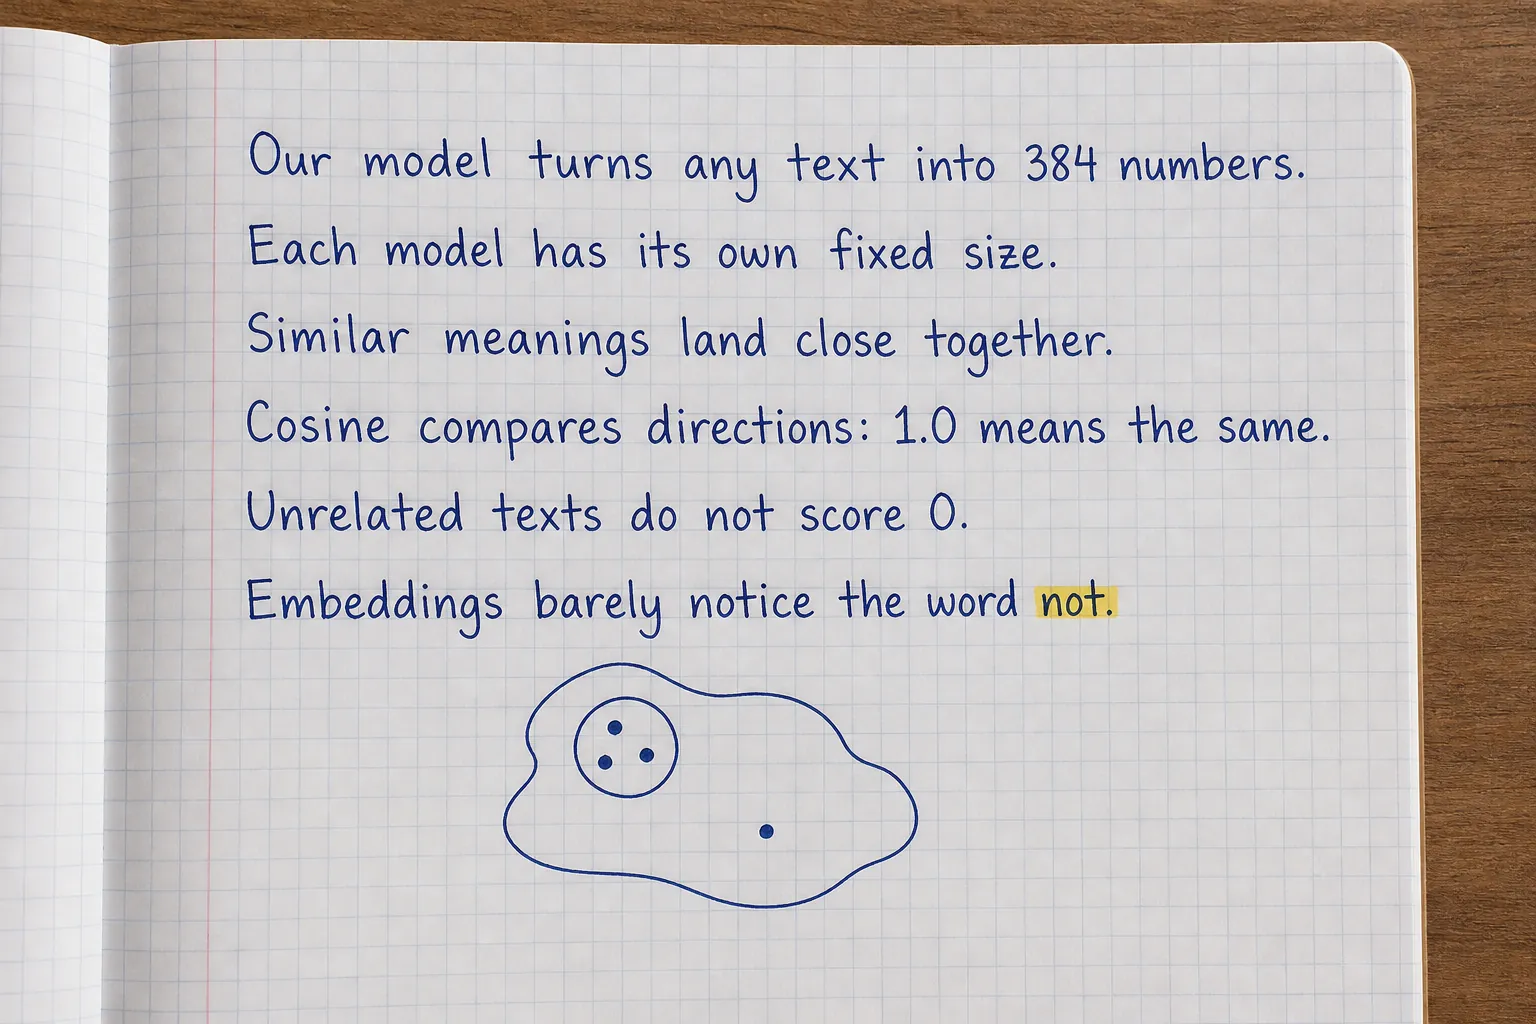 Our model turns any text into 384 numbers.
Each model has its own fixed size.
Similar meanings land close together.
Cosine compares directions: 1.0 means the same.
Unrelated texts do not score 0.
Embeddings barely notice the word not.